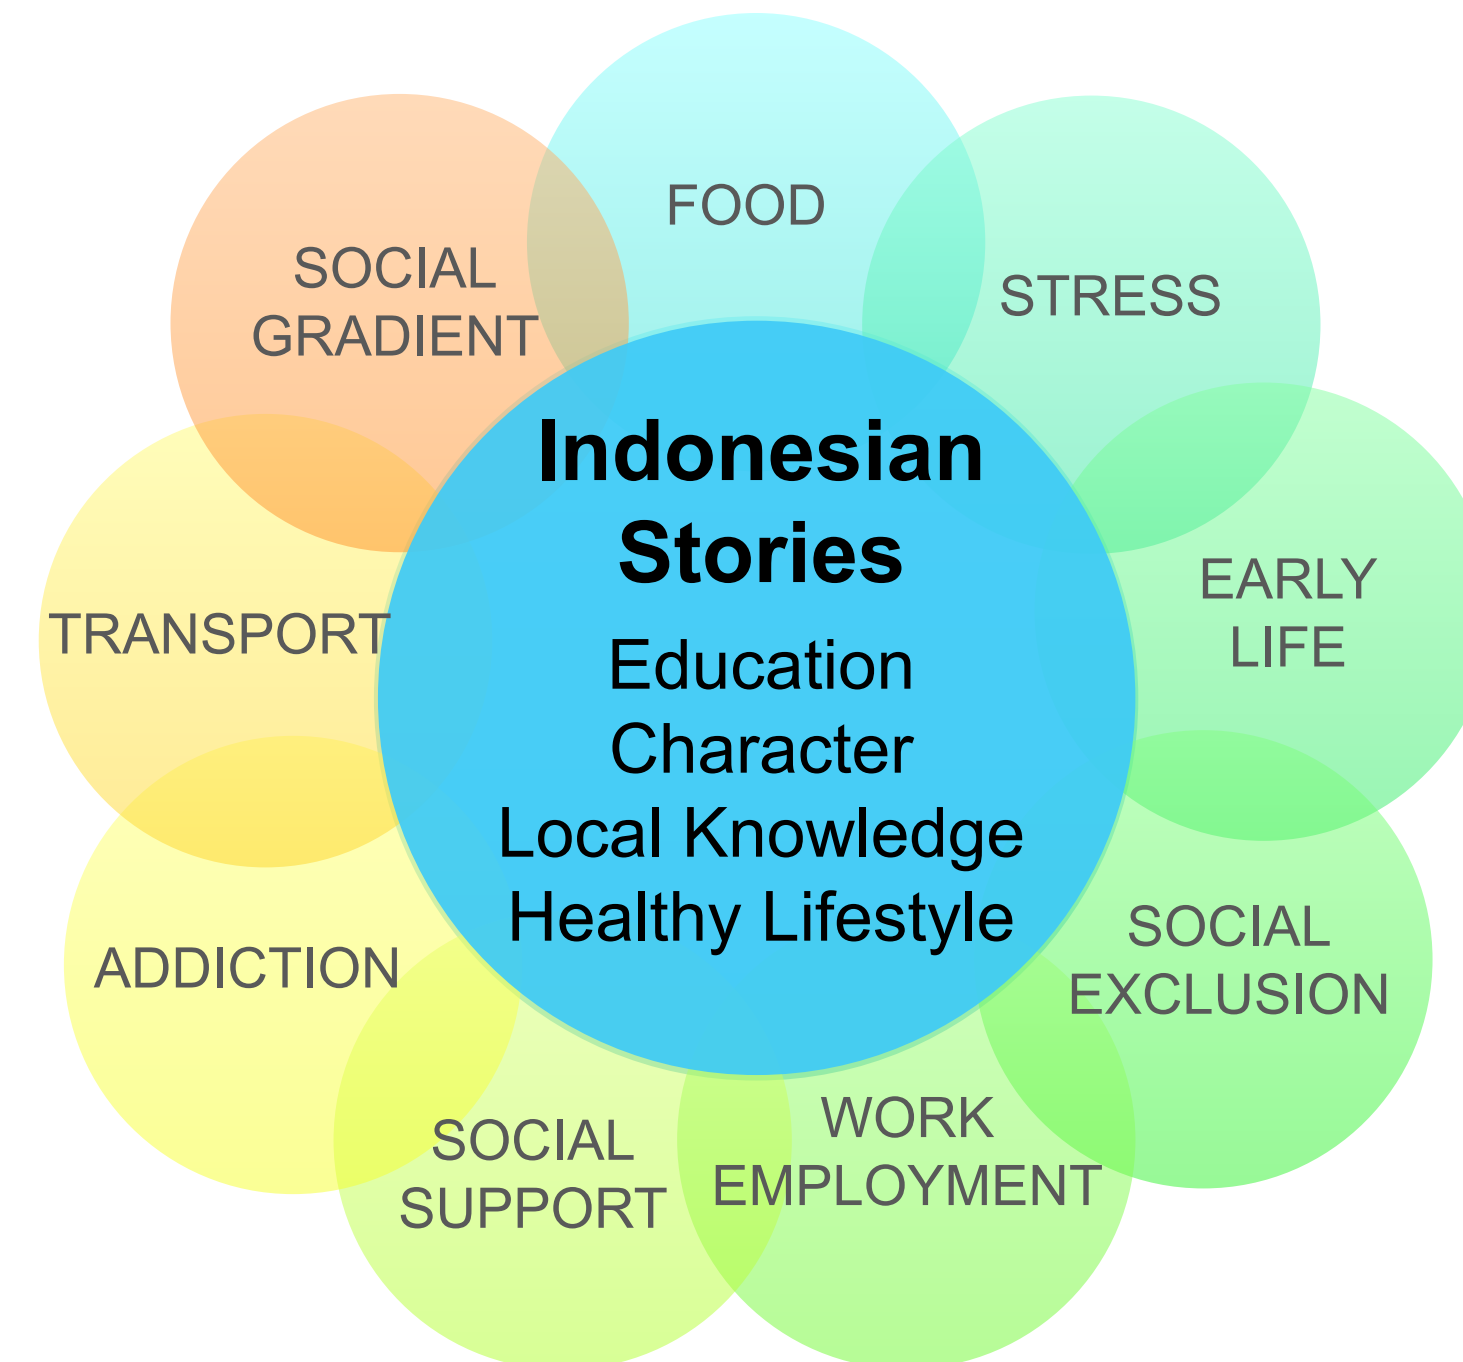 FOOD
STRESS
SOCIAL
GRADIENT
Indonesian
Stories
Education
Character
Local Knowledge
Healthy Lifestyle
EARLY
LIFE
TRANSPORT
SOCIAL
EXCLUSION
ADDICTION
WORK
EMPLOYMENT
SOCIAL
SUPPORT